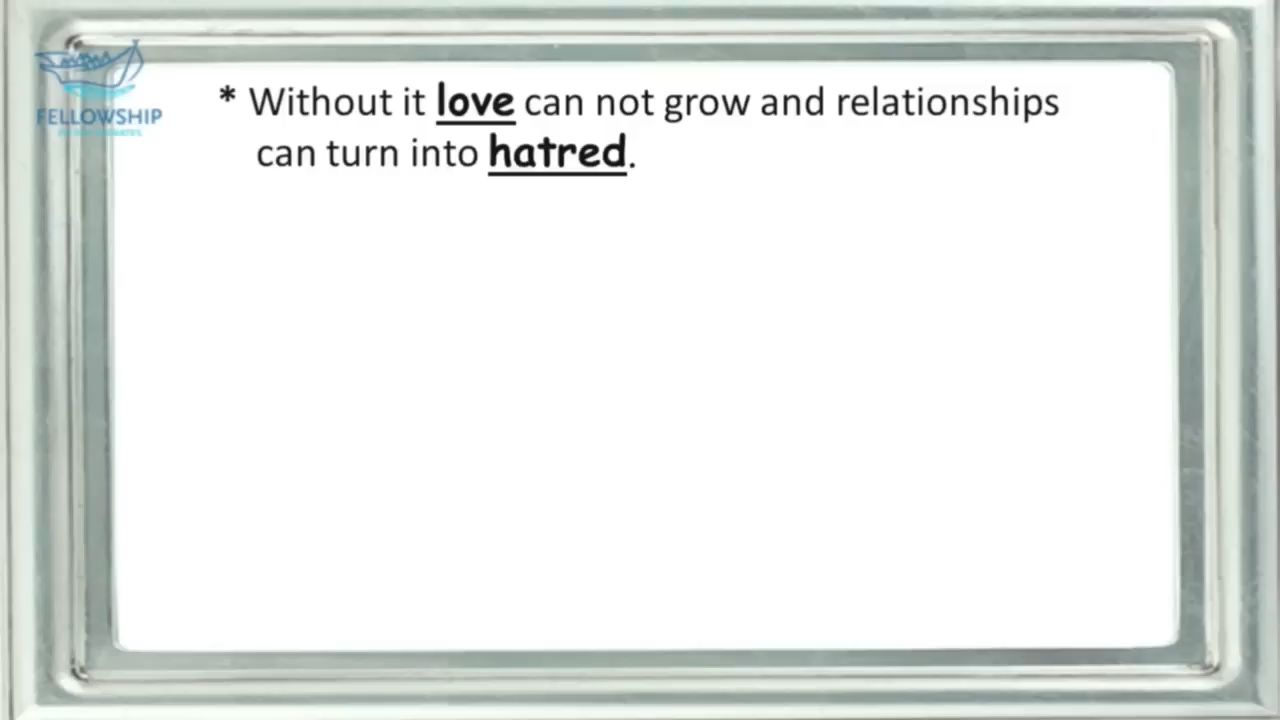 FELLOWSHIP
* Without it love can not grow and relationships
can turn into hatred.